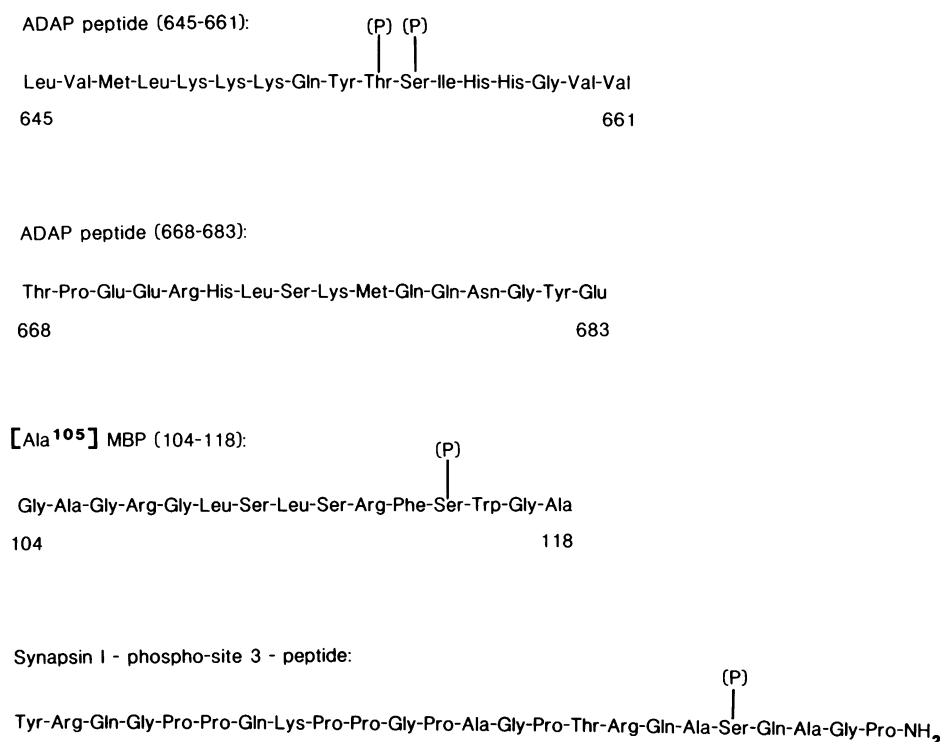 ADAP peptide (645-661):
(P) (P)
Leu-Val-Met-Leu-Lys-Lys-Lys-Gln-Tyr-Thr-Ser-Ile-His-His-Gly-Val-Val
645 661
ADAP peptide (668-683):
Thr-Pro-Glu-Glu-Arg-His-Leu-Ser-Lys-Met-Gln-Gln-Asn-Gly-Tyr-Glu
668 683
[Ala¹⁰⁵] MBP (104-118):
(P)
Gly-Ala-Gly-Arg-Gly-Leu-Ser-Leu-Ser-Arg-Phe-Ser-Trp-Gly-Ala
104 118
Synapsin I - phospho-site 3 - peptide:
(P)
Tyr-Arg-Gln-Gly-Pro-Pro-Gln-Lys-Pro-Pro-Gly-Pro-Ala-Gly-Pro-Thr-Arg-Gln-Ala-Ser-Gln-Ala-Gly-Pro-NH₂